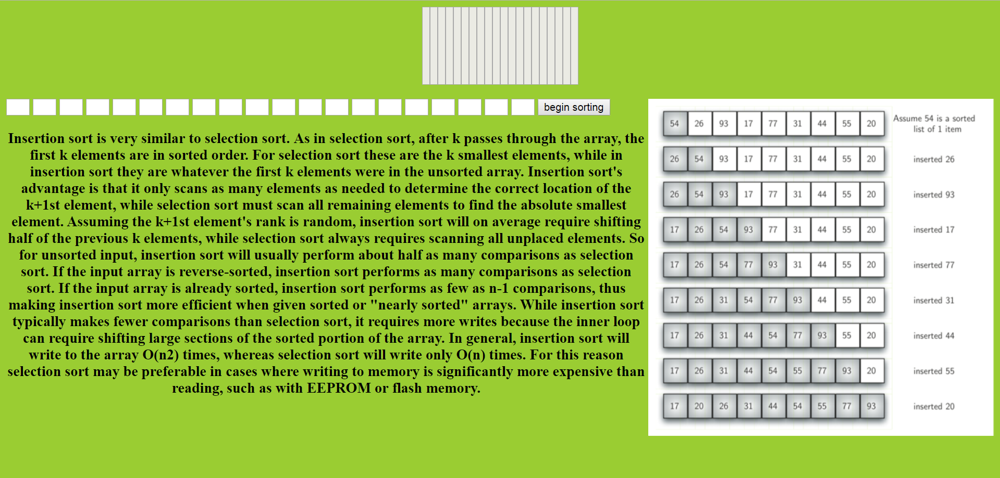 begin sorting
Insertion sort is very similar to selection sort. As in selection sort, after k passes through the array, the
first k elements are in sorted order. For selection sort these are the k smallest elements, while in
insertion sort they are whatever the first k elements were in the unsorted array. Insertion sort's
advantage is that it only scans as many elements as needed to determine the correct location of the
k+1st element, while selection sort must scan all remaining elements to find the absolute smallest
element. Assuming the k+1st element's rank is random, insertion sort will on average require shifting
half of the previous k elements, while selection sort always requires scanning all unplaced elements. So
for unsorted input, insertion sort will usually perform about half as many comparisons as selection
sort. If the input array is reverse-sorted, insertion sort performs as many comparisons as selection
sort. If the input array is already sorted, insertion sort performs as few as n-1 comparisons, thus
making insertion sort more efficient when given sorted or "nearly sorted" arrays. While insertion sort
typically makes fewer comparisons than selection sort, it requires more writes because the inner loop
can require shifting large sections of the sorted portion of the array. In general, insertion sort will
write to the array O(n2) times, whereas selection sort will write only O(n) times. For this reason
selection sort may be preferable in cases where writing to memory is significantly more expensive than
reading, such as with EEPROM or flash memory.
54 26 93 17 77 31 44 55 20 Assume 54 is a sorted
list of 1 item
26 54 93 17 77 31 44 55 20 inserted 26
26 54 93 17 77 31 44 55 20 inserted 93
17 26 54 93 77 31 44 55 20 inserted 17
17 26 54 77 93 31 44 55 20 inserted 77
17 26 31 54 77 93 44 55 20 inserted 31
17 26 31 44 54 77 93 55 20 inserted 44
17 26 31 44 54 55 77 93 20 inserted 55
17 20 26 31 44 54 55 77 93 inserted 20